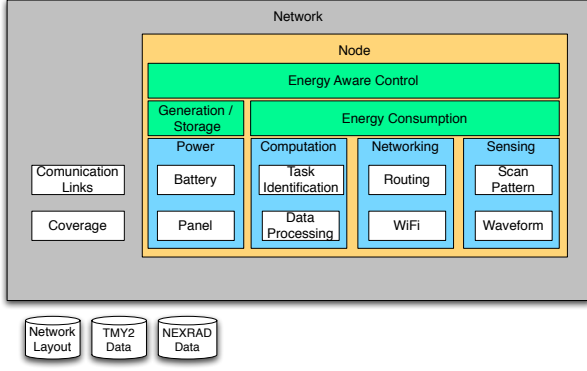 Network
Node
Energy Aware Control
Generation /
Storage
Energy Consumption
Power
Computation
Networking
Sensing
Comunication
Links
Battery
Task
Identification
Routing
Scan
Pattern
Coverage
Panel
Data
Processing
WiFi
Waveform
Network
Layout
TMY2
Data
NEXRAD
Data